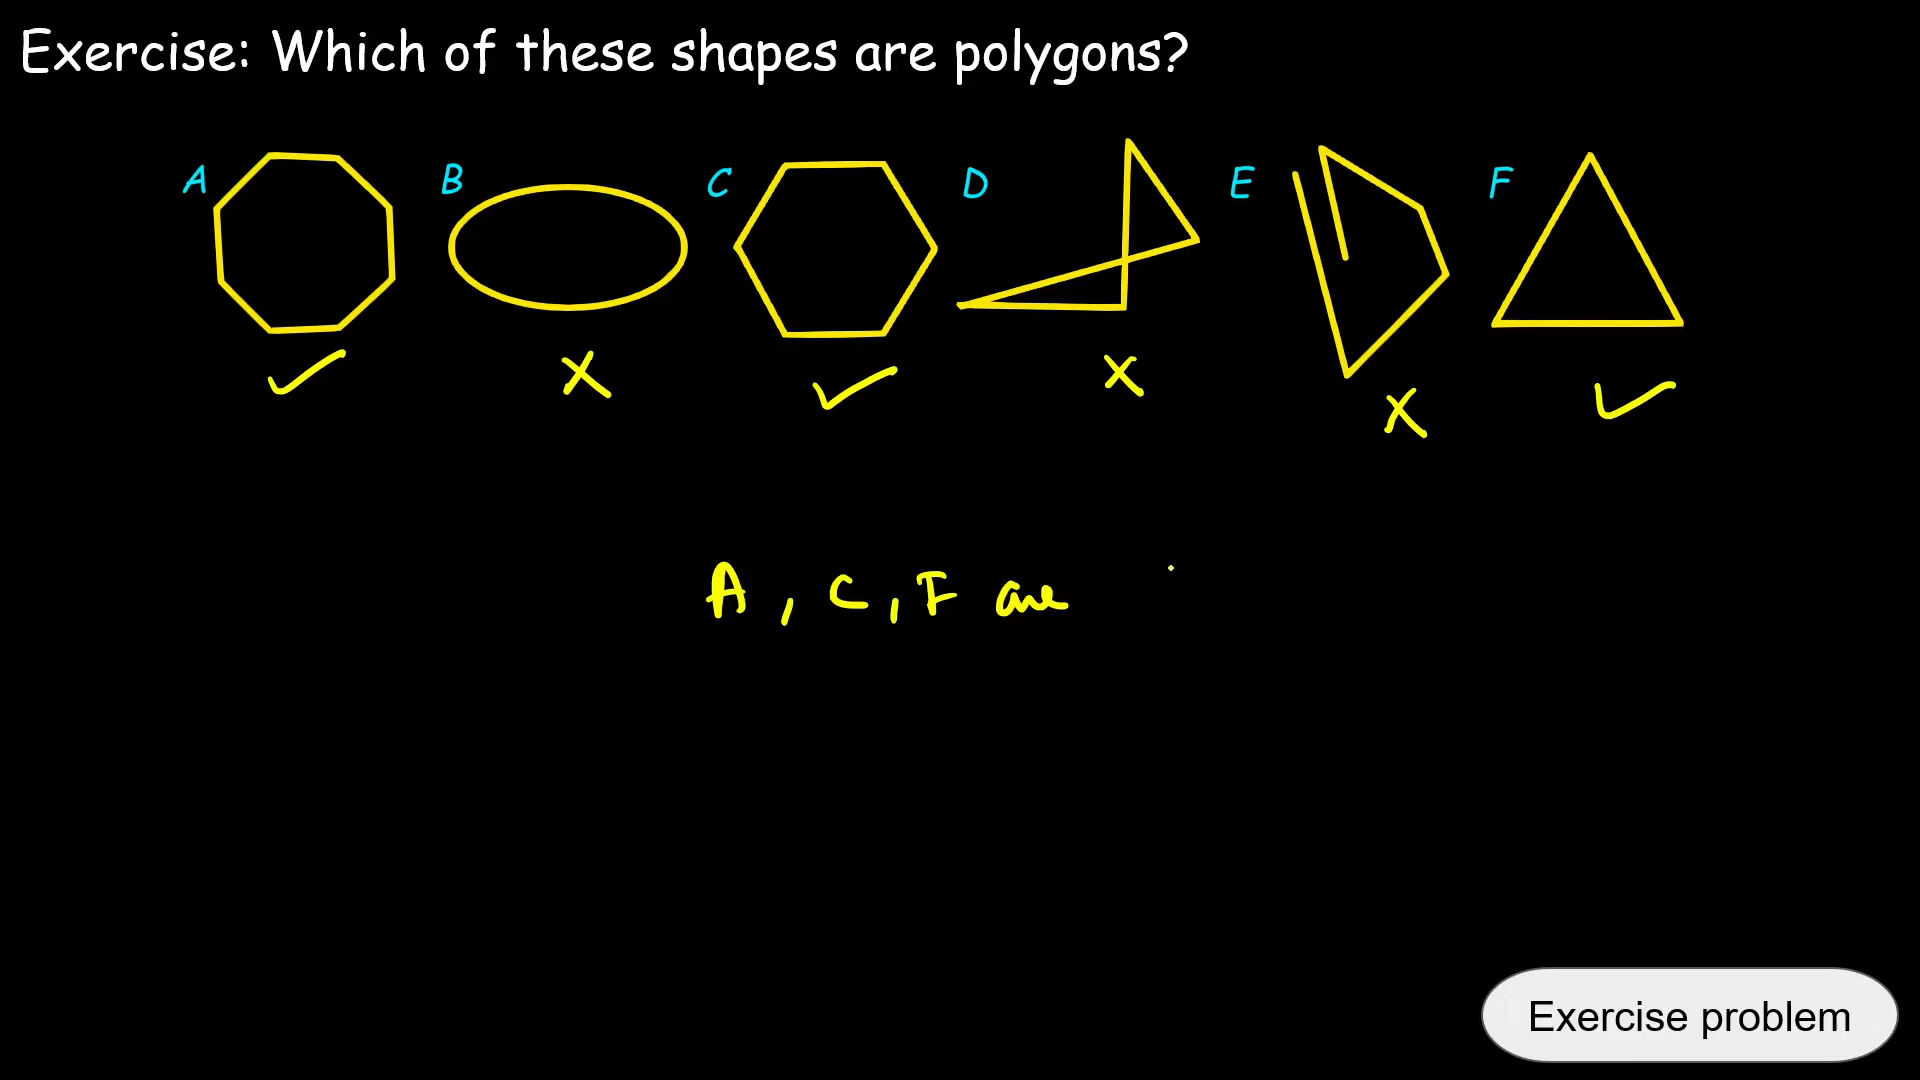 Exercise: Which of these shapes are polygons?
A B C D E F
✓ X ✓ X X ✓
A, C, F are
Exercise problem